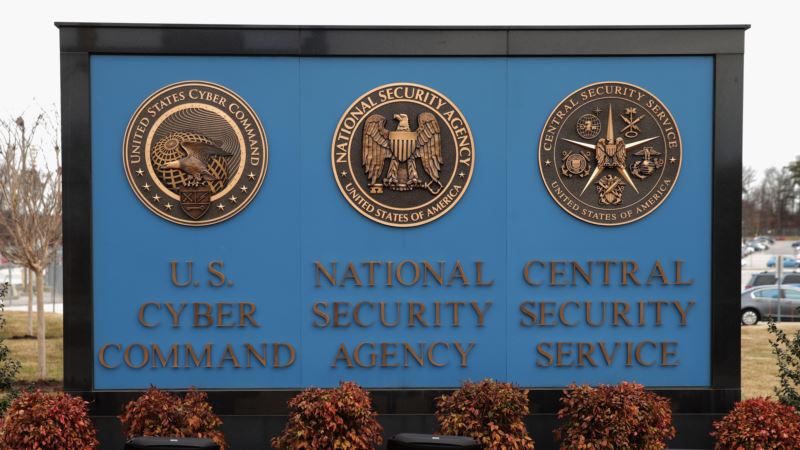 UNITED STATES CYBER COMMAND
NATIONAL SECURITY AGENCY
UNITED STATES OF AMERICA
CENTRAL SECURITY SERVICE
UNITED STATES OF AMERICA
U.S.
CYBER
COMMAND
NATIONAL
SECURITY
AGENCY
CENTRAL
SECURITY
SERVICE